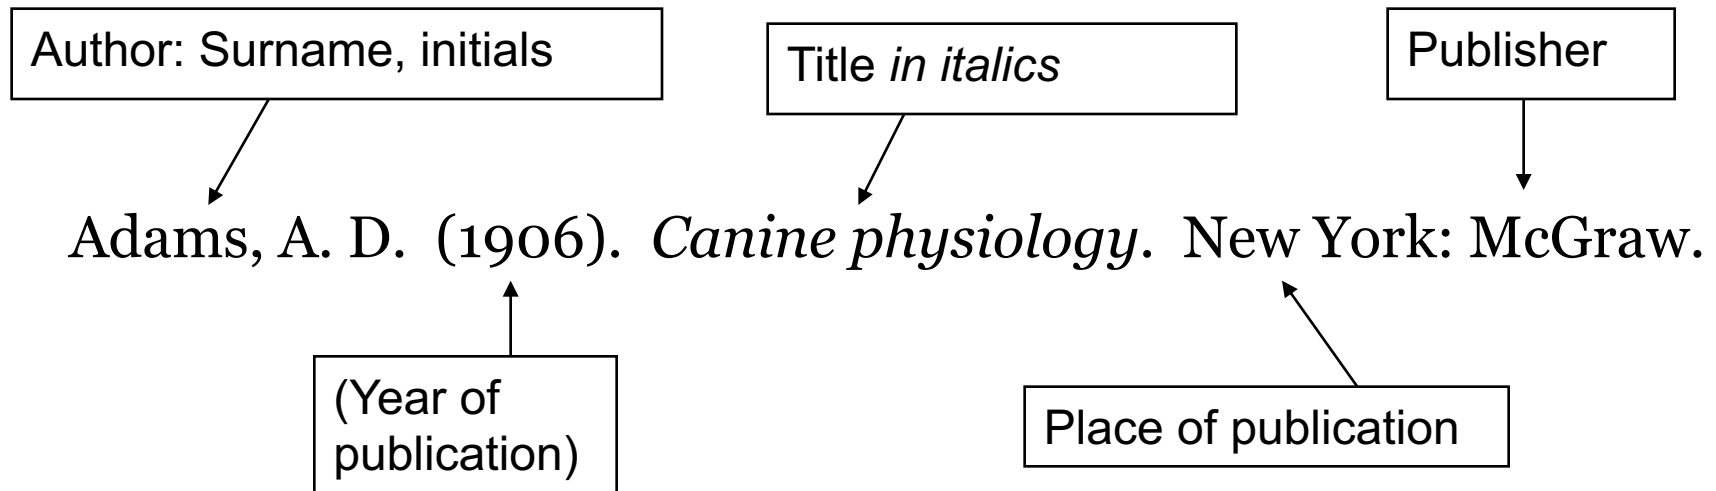 Author: Surname, initials
Title in italics
Publisher
Adams, A. D. (1906). Canine physiology. New York: McGraw.
(Year of
publication)
Place of publication